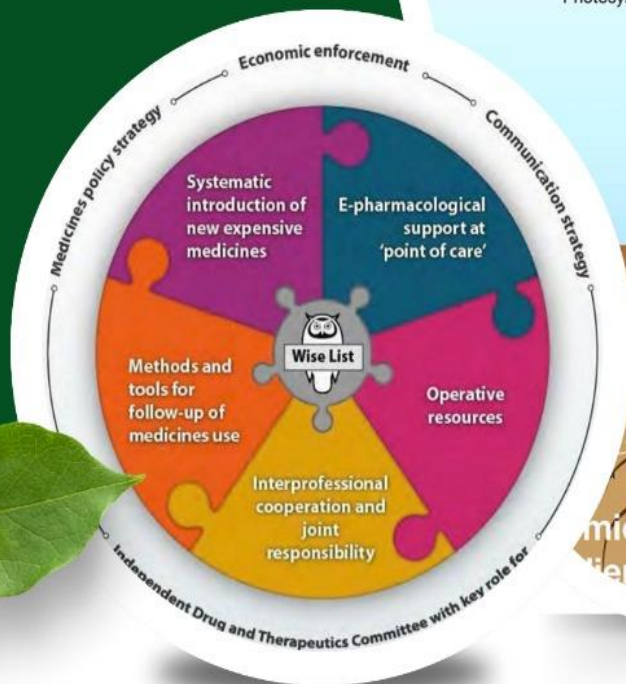 Economic enforcement
Medicines policy strategy
Communication strategy
Systematic
introduction of
new expensive
medicines
E-pharmacological
support at
'point of care'
Wise List
Methods and
tools for
follow-up of
medicines use
Operative
resources
Interprofessional
cooperation and
joint
responsibility
Independent Drug and Therapeutics Committee with key role for